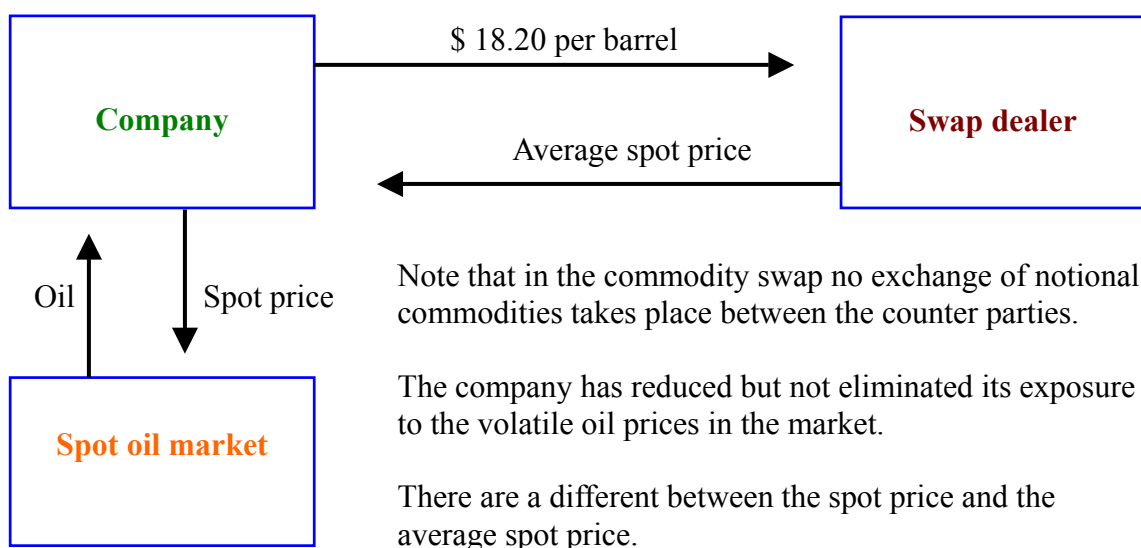 $ 18.20 per barrel
Company
Swap dealer
Average spot price
Oil
Spot price
Note that in the commodity swap no exchange of notional
commodities takes place between the counter parties.
The company has reduced but not eliminated its exposure
to the volatile oil prices in the market.
Spot oil market
There are a different between the spot price and the
average spot price.